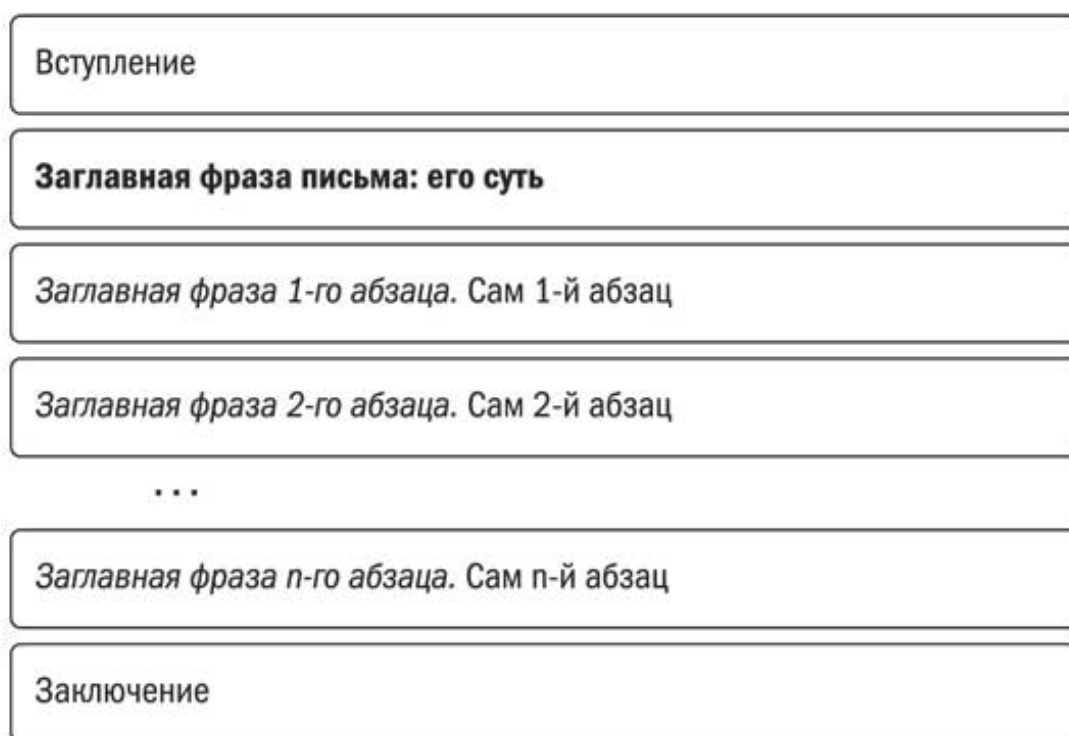 Вступление
Заглавная фраза письма: его суть
Заглавная фраза 1-го абзаца. Сам 1-й абзац
Заглавная фраза 2-го абзаца. Сам 2-й абзац
...
Заглавная фраза n-го абзаца. Сам n-й абзац
Заключение